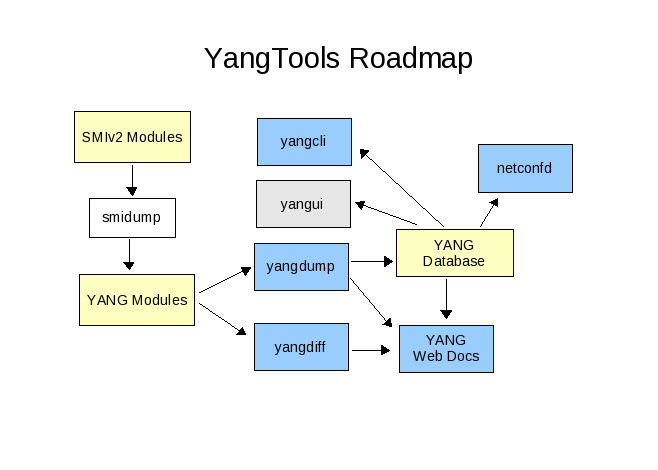 YangTools Roadmap
SMIv2 Modules
smidump
YANG Modules
yangcli
yangui
yangdump
yangdiff
netconfd
YANG
Database
YANG
Web Docs